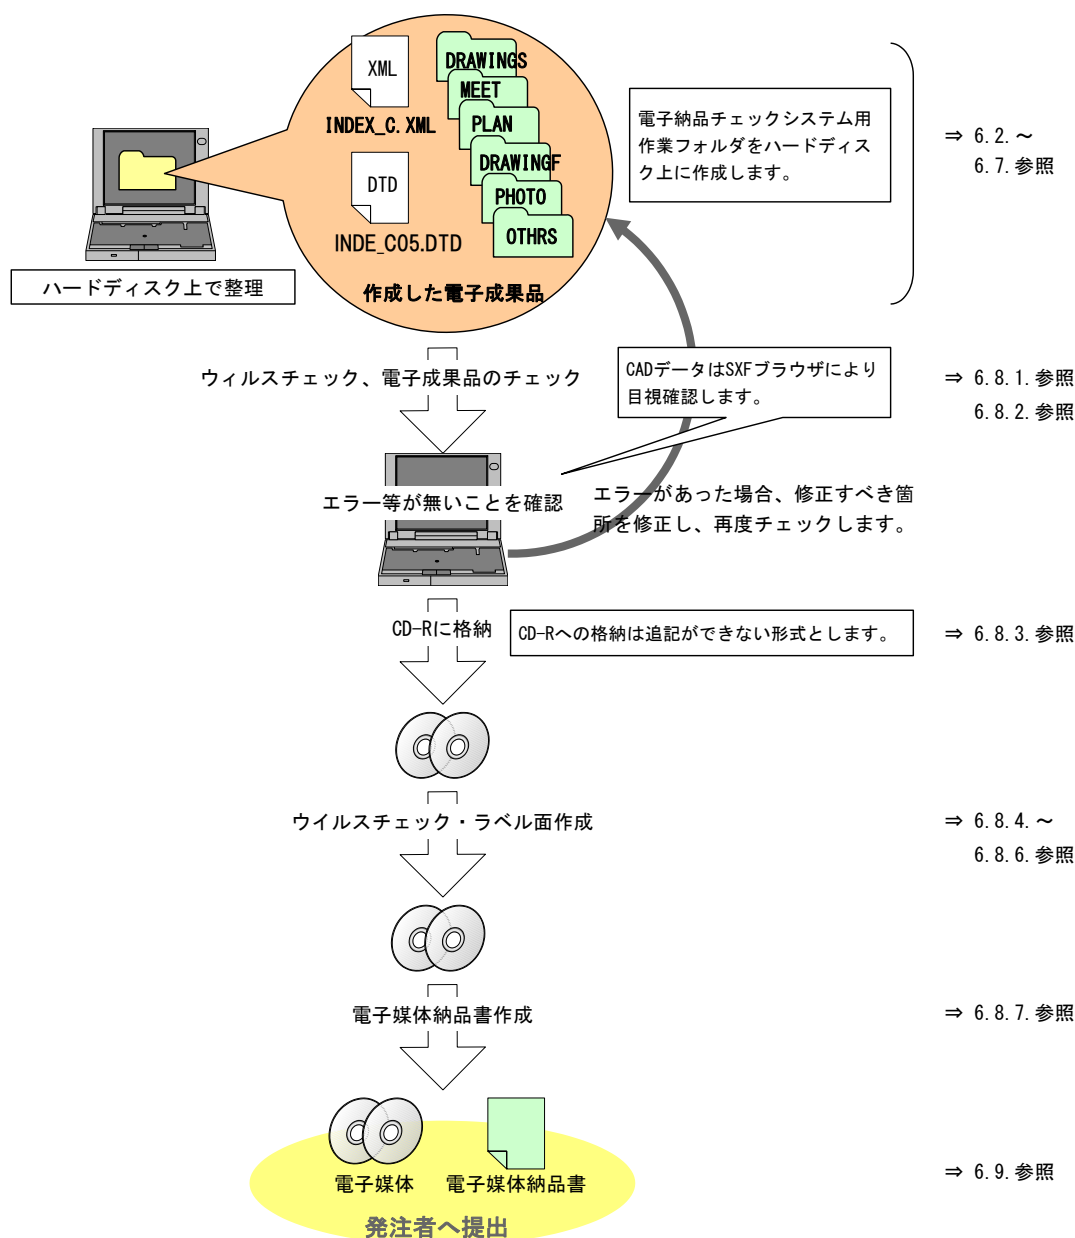 XML
INDEX_C.XML
DTD
INDE_C05.DTD
DRAWINGS
MEET
PLAN
DRAWINGF
PHOTO
OTHRS
作成した電子成果品
ハードディスク上で整理
電子納品チェックシステム用
作業フォルダをハードディス
ク上に作成します。
⇒ 6.2.～
6.7.参照
ウィルスチェック、電子成果品のチェック
CADデータはSXFブラウザにより
目視確認します。
⇒ 6.8.1.参照
6.8.2.参照
エラー等が無いことを確認
エラーがあった場合、修正すべき箇
所を修正し、再度チェックします。
CD-Rに格納
CD-Rへの格納は追記ができない形式とします。
⇒ 6.8.3.参照
ウイルスチェック・ラベル面作成
⇒ 6.8.4.～
6.8.6.参照
電子媒体納品書作成
⇒ 6.8.7.参照
電子媒体
電子媒体納品書
⇒ 6.9.参照
発注者へ提出